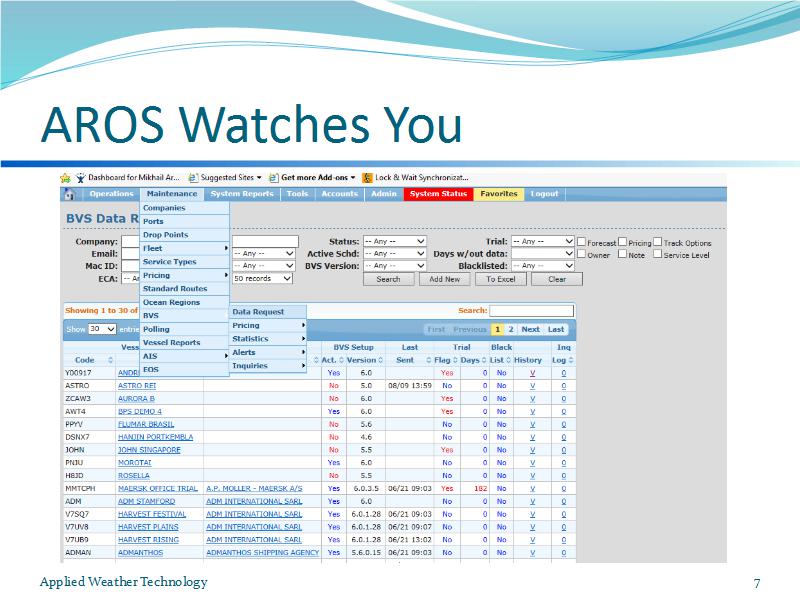 AROS Watches You
Dashboard for Mikhail Ar... Suggested Sites Get more Add-ons Lock & Wait Synchronizat...
Operations Maintenance System Reports Tools Accounts Admin System Status Favorites Logout
BVS Data R
Companies
Ports
Drop Points
Fleet
Service Types
Pricing
Standard Routes
Ocean Regions
BVS
Polling
Vessel Reports
AIS
EOS
Data Request
Pricing
Statistics
Alerts
Inquiries
Company: Status: -- Any -- Trial: -- Any -- Forecast Pricing Track Options
Email: -- Any -- Active Schd: -- Any -- Days w/out data: -- Any -- Owner Note Service Level
Mac ID: -- Any -- BVS Version: -- Any -- Blacklisted: -- Any --
ECA: -- An 50 records Search Add New To Excel Clear
Showing 1 to 30 of Search:
Show 30 entrie First Previous 1 2 Next Last
Vess BVS Setup Last Trial Black Inq
Code Act. Version Sent Flag Days List History Log
Y00917 ANDRE Yes 6.0 Yes 0 No V 0
ASTRO ASTRO REI No 5.0 08/09 13:59 No 0 No V 0
ZCAW3 AURORA B Yes 6.0 Yes 0 No V 0
AWT4 BPS DEMO 4 Yes 6.0 Yes 0 No V 0
PPYV FLUMAR BRASIL No 5.6 No 0 No V 0
DSNX7 HANJIN PORTKEMBLA No 4.6 No 0 No V 0
JOHN JOHN SINGAPORE No 5.5 Yes 0 No V 0
PNJU MOROTAI Yes 6.0 No 0 No V 0
H8JD ROSELLA No 5.5 No 0 No V 0
MMTCPH MAERSK OFFICE TRIAL A.P. MOLLER - MAERSK A/S Yes 6.0.3.5 06/21 09:03 Yes 182 No V 0
ADM ADM STAMFORD ADM INTERNATIONAL SARL Yes 6.0 No 0 No V 0
V7SQ7 HARVEST FESTIVAL ADM INTERNATIONAL SARL Yes 6.0.1.28 06/21 09:03 No 0 No V 0
V7UV8 HARVEST PLAINS ADM INTERNATIONAL SARL Yes 6.0.1.28 06/21 09:07 No 0 No V 0
V7UB9 HARVEST RISING ADM INTERNATIONAL SARL Yes 6.0.1.28 06/21 13:02 No 0 No V 0
ADMAN ADMANTHOS ADMANTHOS SHIPPING AGENCY Yes 5.6.0.15 06/21 09:03 No 0 No V 0
Applied Weather Technology 7